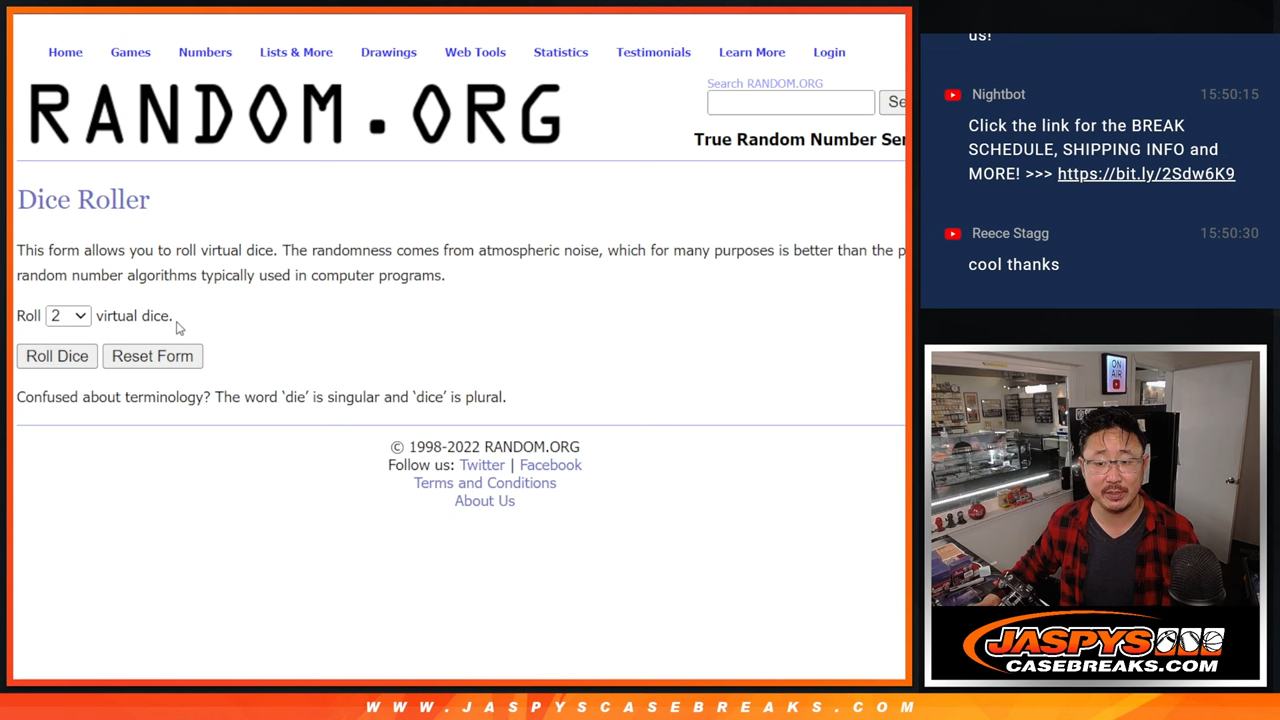 Home Games Numbers Lists & More Drawings Web Tools Statistics Testimonials Learn More Login
RANDOM.ORG
Search RANDOM.ORG
Se
True Random Number Ser
Dice Roller
This form allows you to roll virtual dice. The randomness comes from atmospheric noise, which for many purposes is better than the p
random number algorithms typically used in computer programs.
Roll 2 virtual dice.
Roll Dice Reset Form
Confused about terminology? The word ‘die’ is singular and ‘dice’ is plural.
© 1998-2022 RANDOM.ORG
Follow us: Twitter | Facebook
Terms and Conditions
About Us
us!
Nightbot 15:50:15
Click the link for the BREAK
SCHEDULE, SHIPPING INFO and
MORE! >>> https://bit.ly/2Sdw6K9
Reece Stagg 15:50:30
cool thanks
ON
AIR
JASPYS
CASEBREAKS.COM
WWW.JASPYSCASEBREAKS.COM